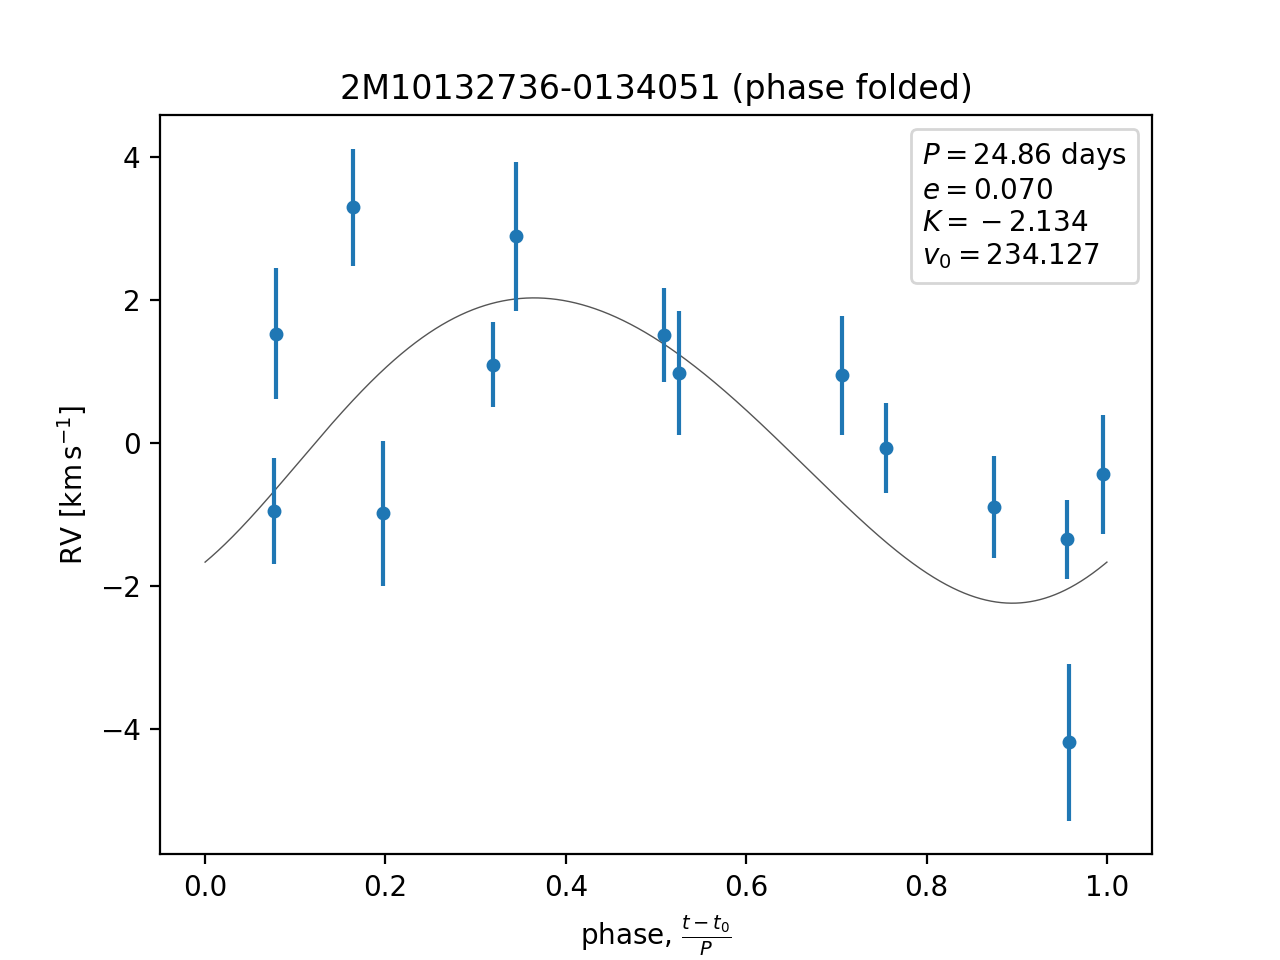 2M10132736-0134051 (phase folded)
P = 24.86 days
e = 0.070
K = − 2.134
v₀ = 234.127
RV [km s⁻¹]
4
2
0
−2
−4
0.0 0.2 0.4 0.6 0.8 1.0
phase, (t − t₀)/P